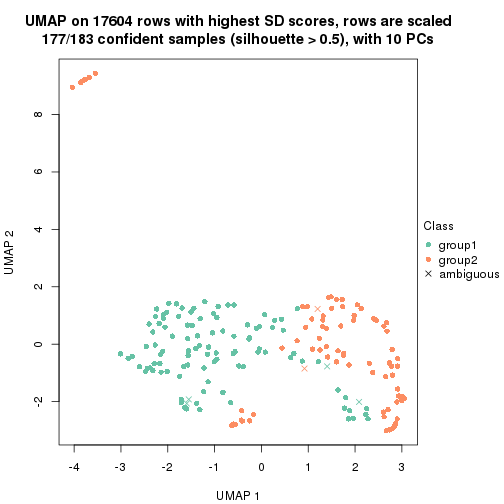 UMAP on 17604 rows with highest SD scores, rows are scaled
177/183 confident samples (silhouette > 0.5), with 10 PCs
8
6
4
2
0
-2
UMAP 2
-4
-3
-2
-1
0
1
2
3
UMAP 1
Class
group1
group2
ambiguous